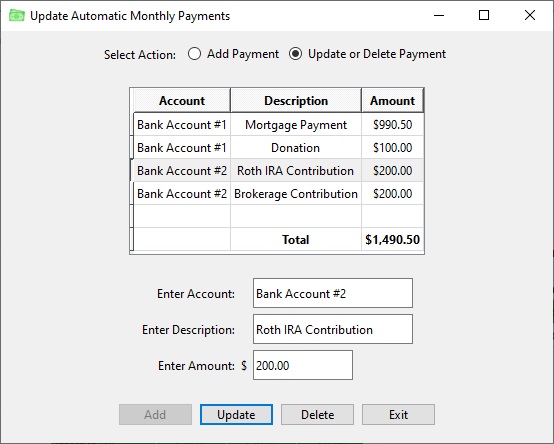 Update Automatic Monthly Payments
Select Action: Add Payment Update or Delete Payment
Account Description Amount
Bank Account #1 Mortgage Payment $990.50
Bank Account #1 Donation $100.00
Bank Account #2 Roth IRA Contribution $200.00
Bank Account #2 Brokerage Contribution $200.00
Total $1,490.50
Enter Account: Bank Account #2
Enter Description: Roth IRA Contribution
Enter Amount: $ 200.00
Add Update Delete Exit